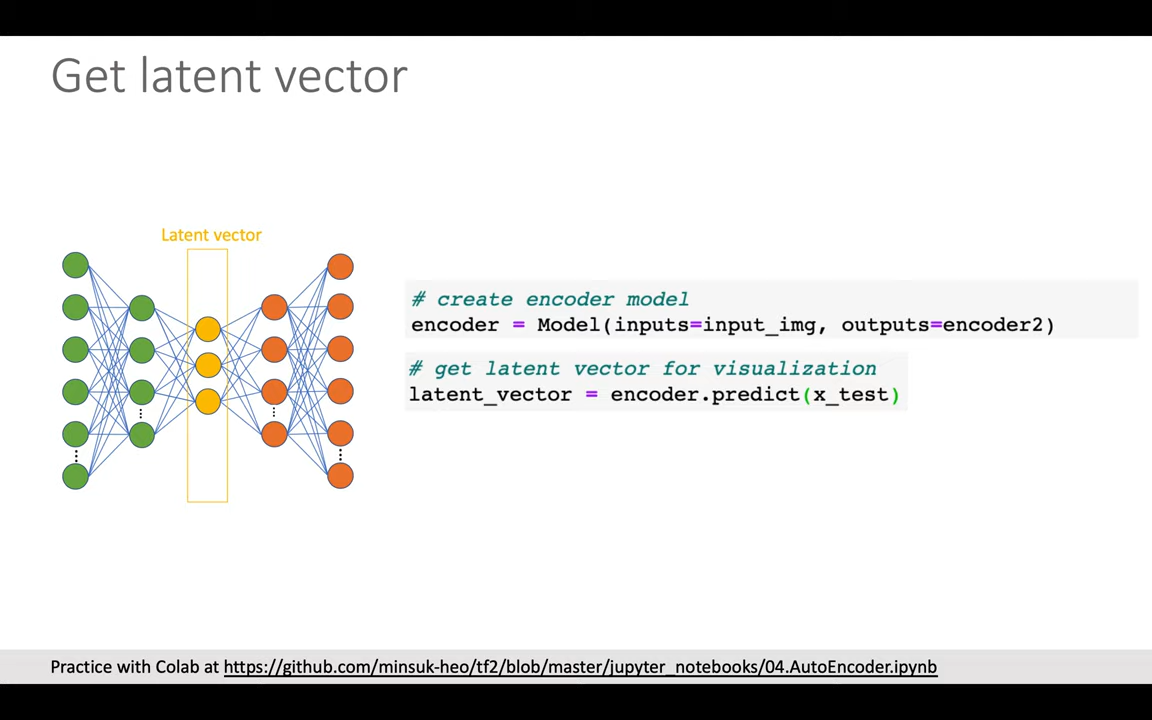 Get latent vector
Latent vector
# create encoder model
encoder = Model(inputs=input_img, outputs=encoder2)
# get latent vector for visualization
latent_vector = encoder.predict(x_test)
Practice with Colab at https://github.com/minsuk-heo/tf2/blob/master/jupyter_notebooks/04.AutoEncoder.ipynb